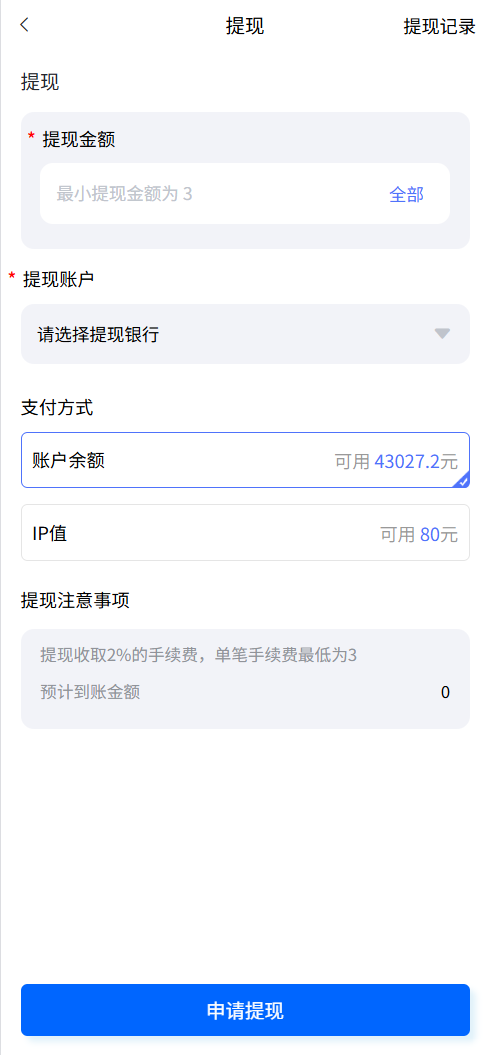 提现 提现记录
提现
* 提现金额
最小提现金额为 3 全部
* 提现账户
请选择提现银行
支付方式
账户余额 可用 43027.2元
IP值 可用 80元
提现注意事项
提现收取2%的手续费，单笔手续费最低为3
预计到账金额 0
申请提现